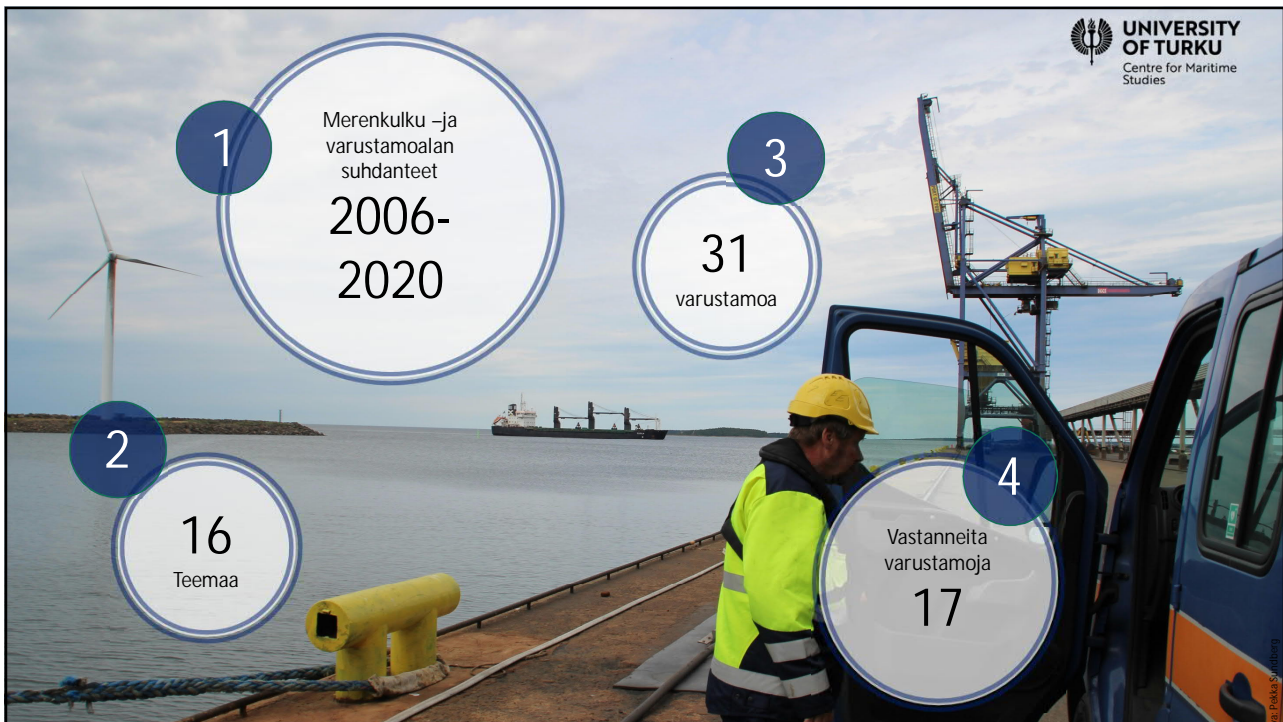 UNIVERSITY
OF TURKU
Centre for Maritime
Studies
1
Merenkulku –ja
varustamoalan
suhdanteet
2006-
2020
2
16
Teemaa
3
31
varustamoa
4
Vastanneita
varustamoja
17